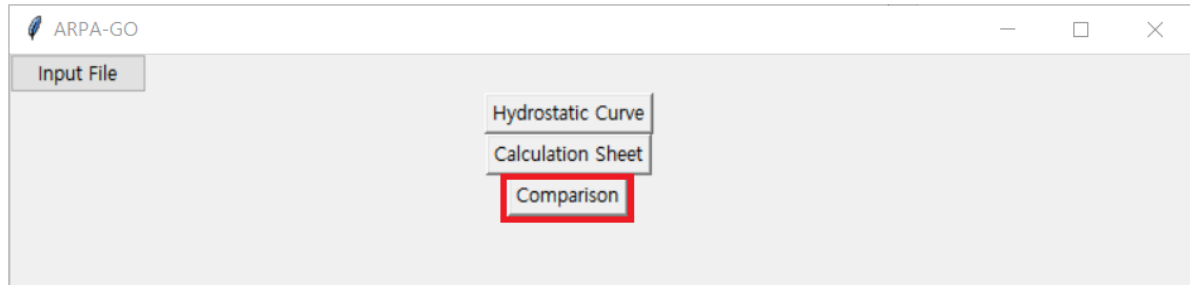 ARPA-GO
Input File
Hydrostatic Curve
Calculation Sheet
Comparison